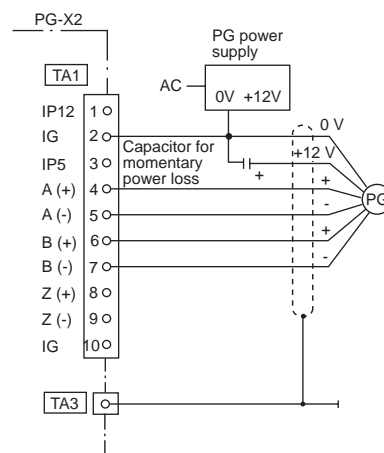 PG-X2
PG power
supply
AC
0V +12V
TA1
IP12 1
IG 2
IP5 3
A (+) 4
A (-) 5
B (+) 6
B (-) 7
Z (+) 8
Z (-) 9
IG 10
Capacitor for
momentary
power loss
+
0 V
+12 V
+
-
+
-
PG
TA3